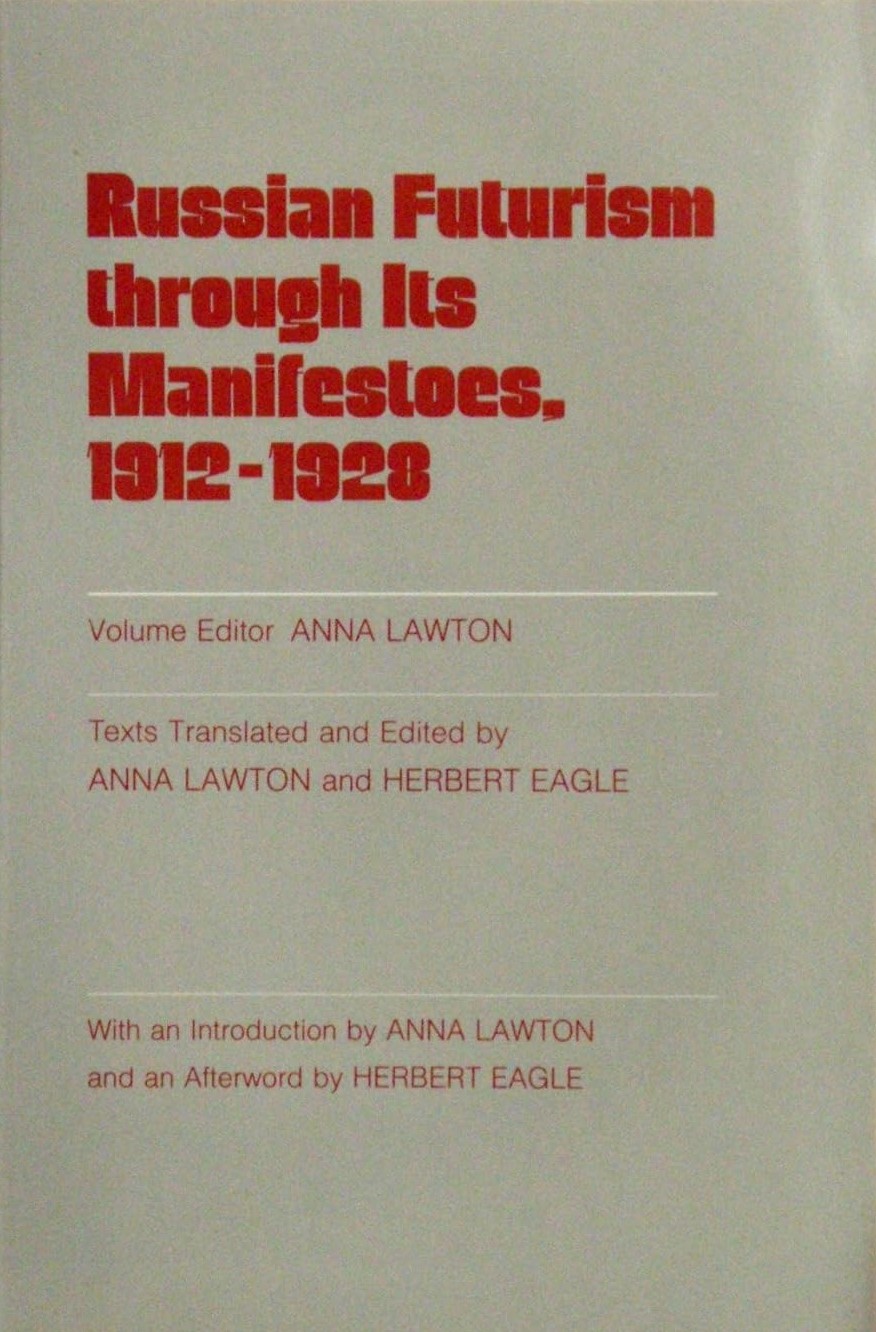 Russian Futurism
through Its
Manifestoes,
1912-1928
Volume Editor ANNA LAWTON
Texts Translated and Edited by
ANNA LAWTON and HERBERT EAGLE
With an Introduction by ANNA LAWTON
and an Afterword by HERBERT EAGLE